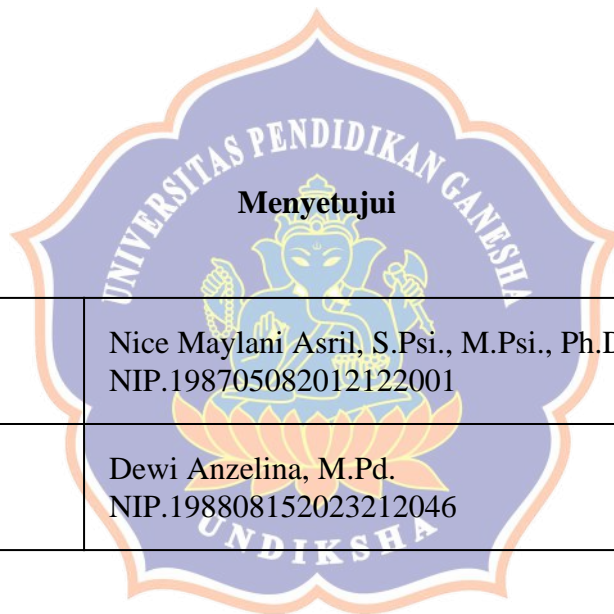 UNIVERSITAS PENDIDIKAN GANESHA
Menyetujui
Nice Maylani Asril, S.Psi., M.Psi., Ph.D
NIP.198705082012122001
Dewi Anzelina, M.Pd.
NIP.198808152023212046
UNDIKSHA